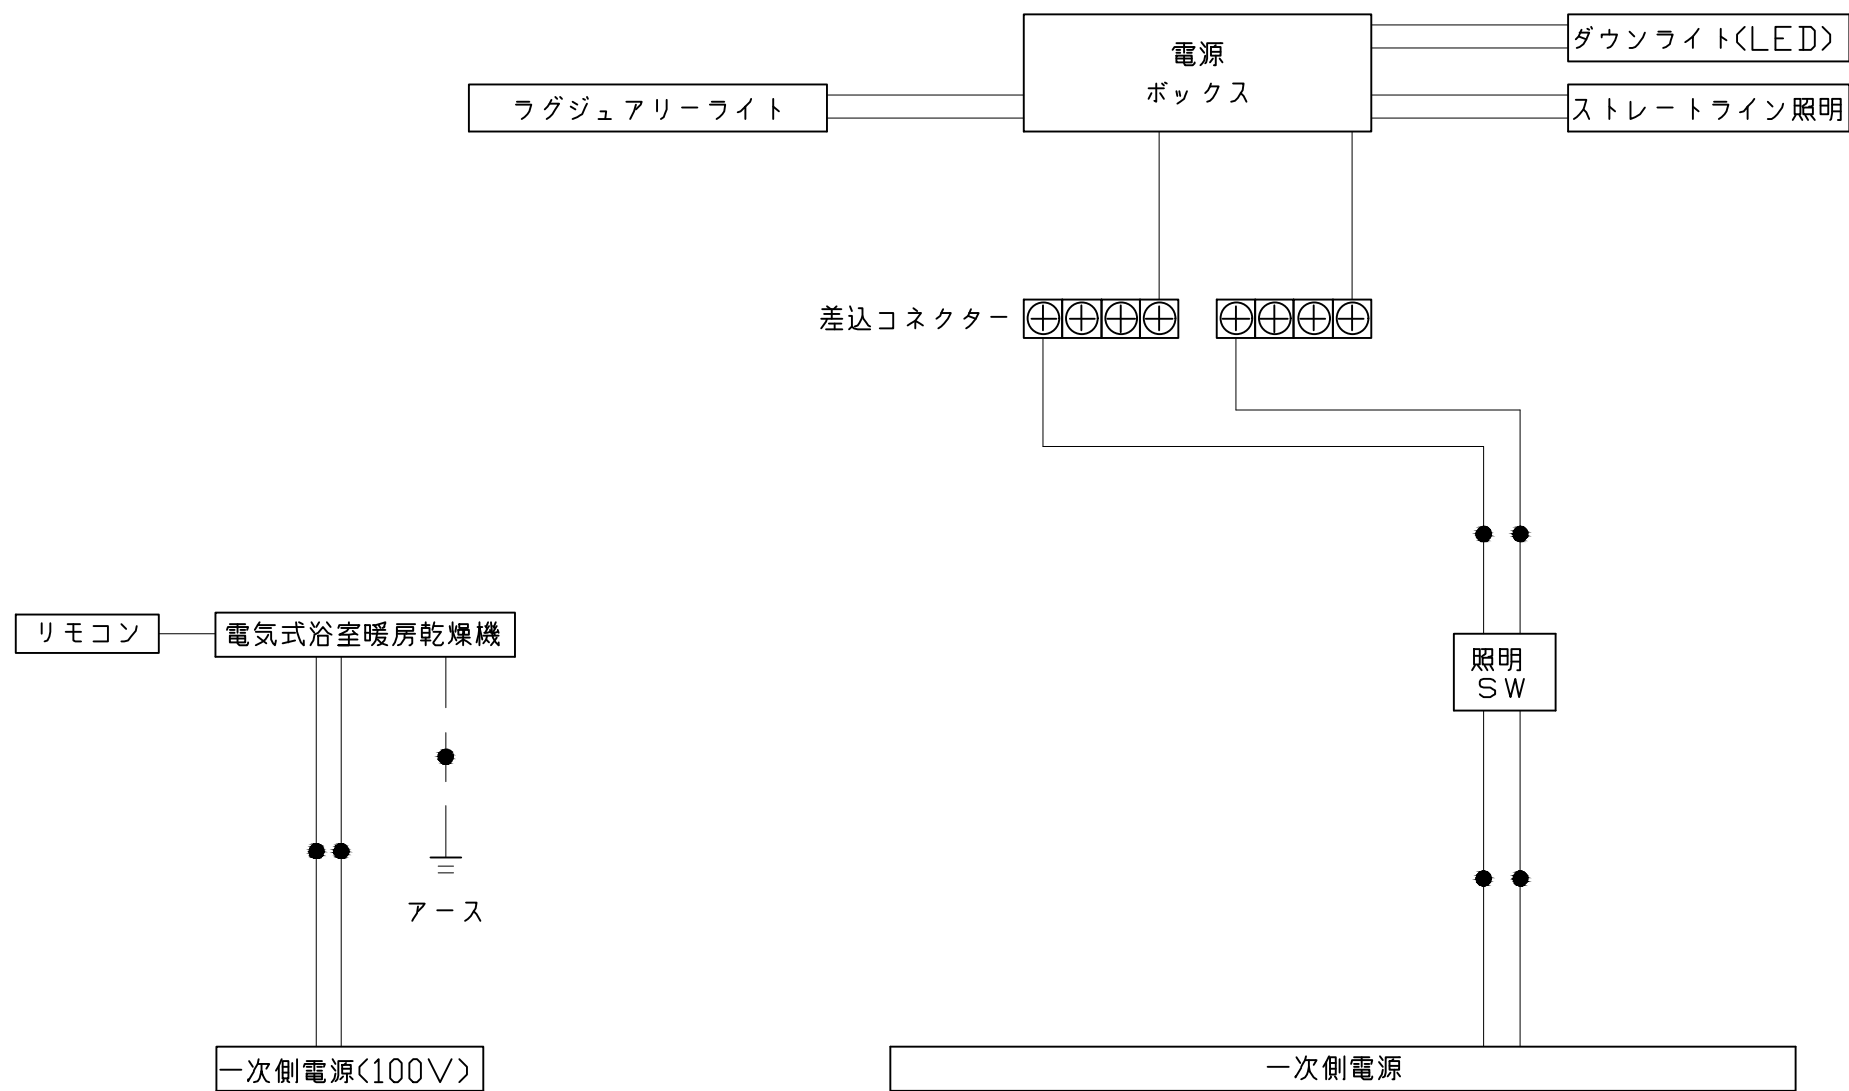 電源
ボックス
ダウンライト(LED)
ラグジュアリーライト
ストレートライン照明
差込コネクター
リモコン
電気式浴室暖房乾燥機
照明
SW
アース
一次側電源(100V)
一次側電源